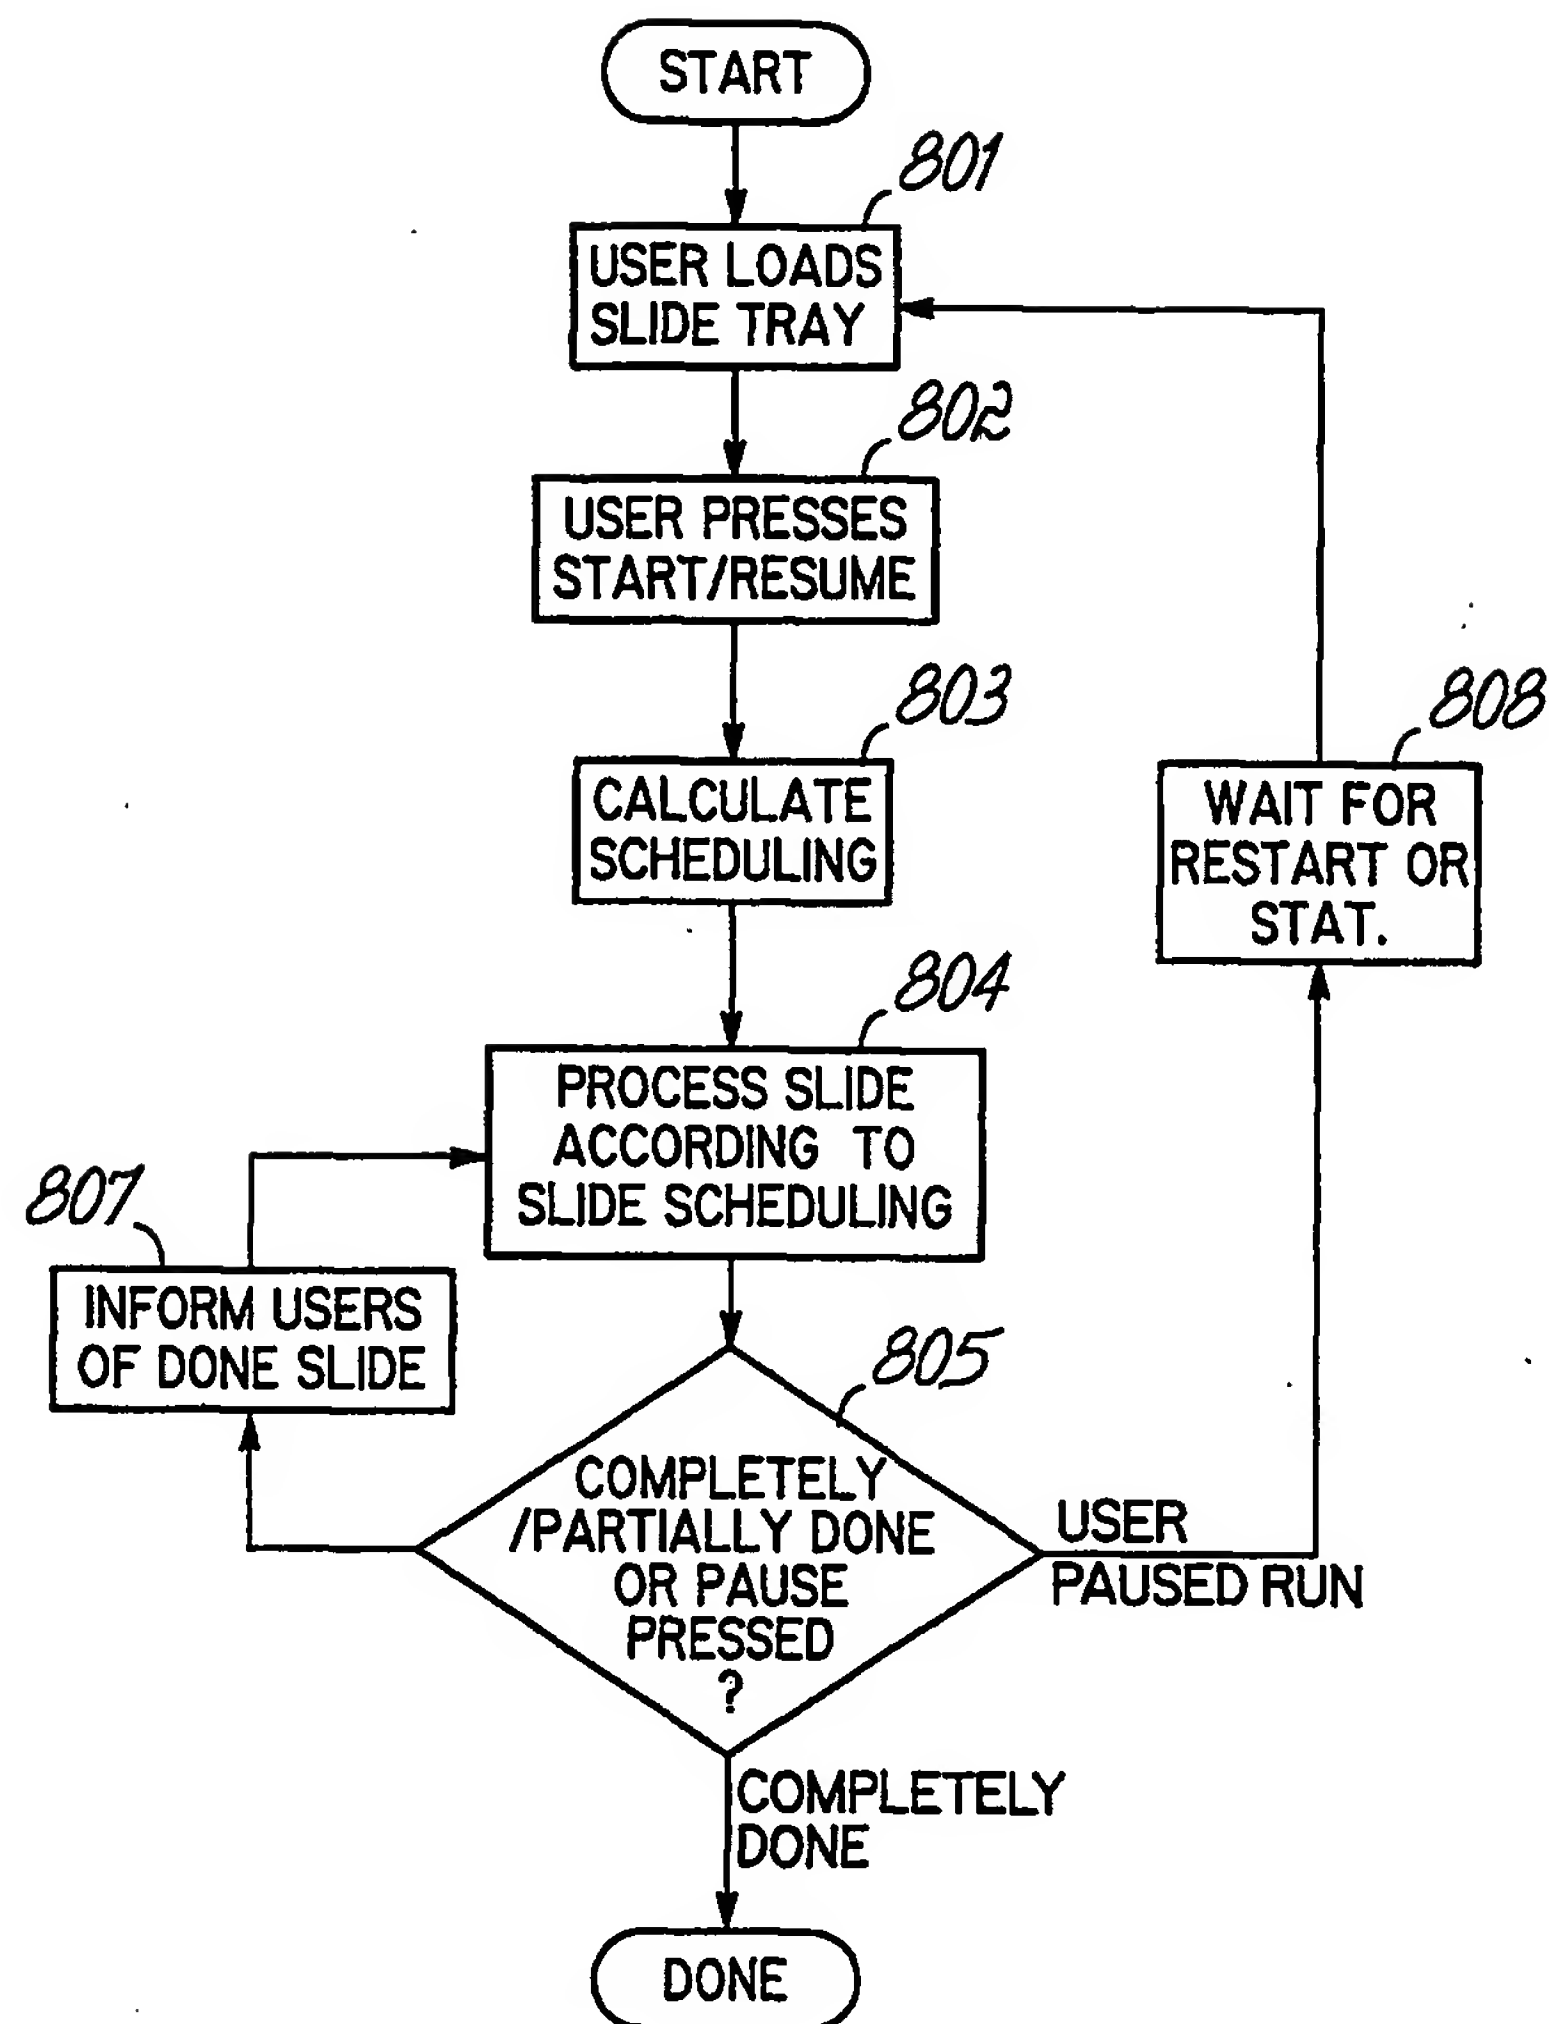 START
801
USER LOADS
SLIDE TRAY
802
USER PRESSES
START/RESUME
803
CALCULATE
SCHEDULING
808
WAIT FOR
RESTART OR
STAT.
804
PROCESS SLIDE
ACCORDING TO
SLIDE SCHEDULING
807
INFORM USERS
OF DONE SLIDE
805
COMPLETELY
/PARTIALLY DONE
OR PAUSE
PRESSED
?
USER
PAUSED RUN
COMPLETELY
DONE
DONE